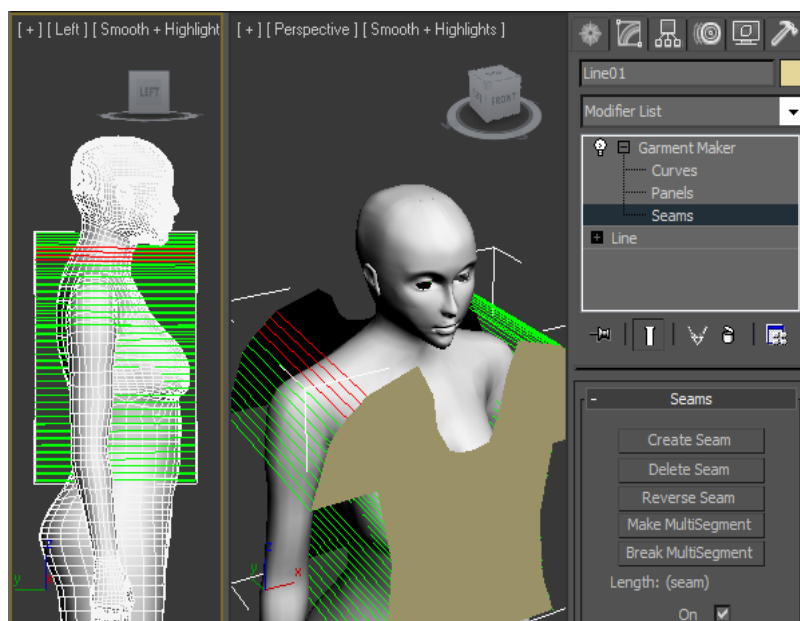 [ + ] [ Left ] [ Smooth + Highlight
[ + ] [ Perspective ] [ Smooth + Highlights ]
LEFT
FRONT
z
y
z
y
x
Line01
Modifier List
Garment Maker
Curves
Panels
Seams
Line
- Seams
Create Seam
Delete Seam
Reverse Seam
Make MultiSegment
Break MultiSegment
Length: (seam)
On